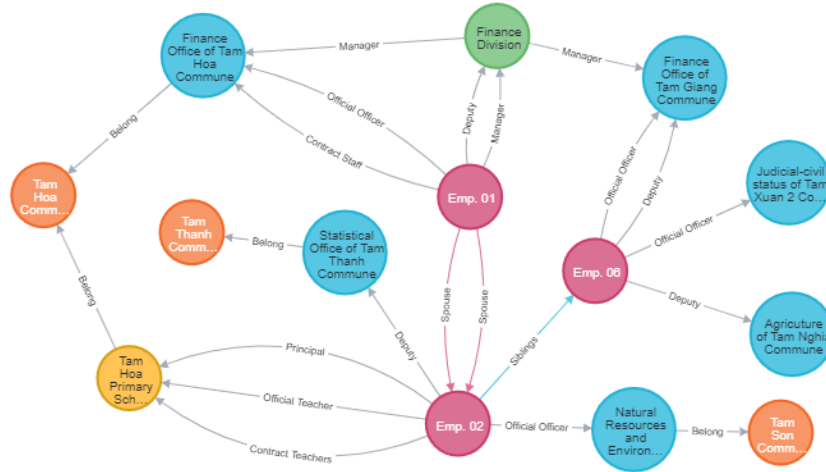 Finance
Office of Tam
Hoa
Commune
Manager
Finance
Division
Manager
Finance
Office of
Tam Giang
Commune
Belong
Official Officer
Contract Staff
Deputy
Manager
Official Officer
Deputy
Judicial-civil
status of Tam
Xuan 2 Co...
Tam
Hoa
Comm...
Emp. 01
Tam
Thanh
Comm...
Belong
Statistical
Office of Tam
Thanh
Commune
Official Officer
Emp. 06
Belong
Spouse
Spouse
Deputy
Agricuture
of Tam Nghia
Commune
Siblings
Deputy
Principal
Tam
Hoa
Primary
Sch...
Official Teacher
Contract Teachers
Emp. 02
Official Officer
Natural
Resources
and
Environ...
Belong
Tam
Son
Comm...